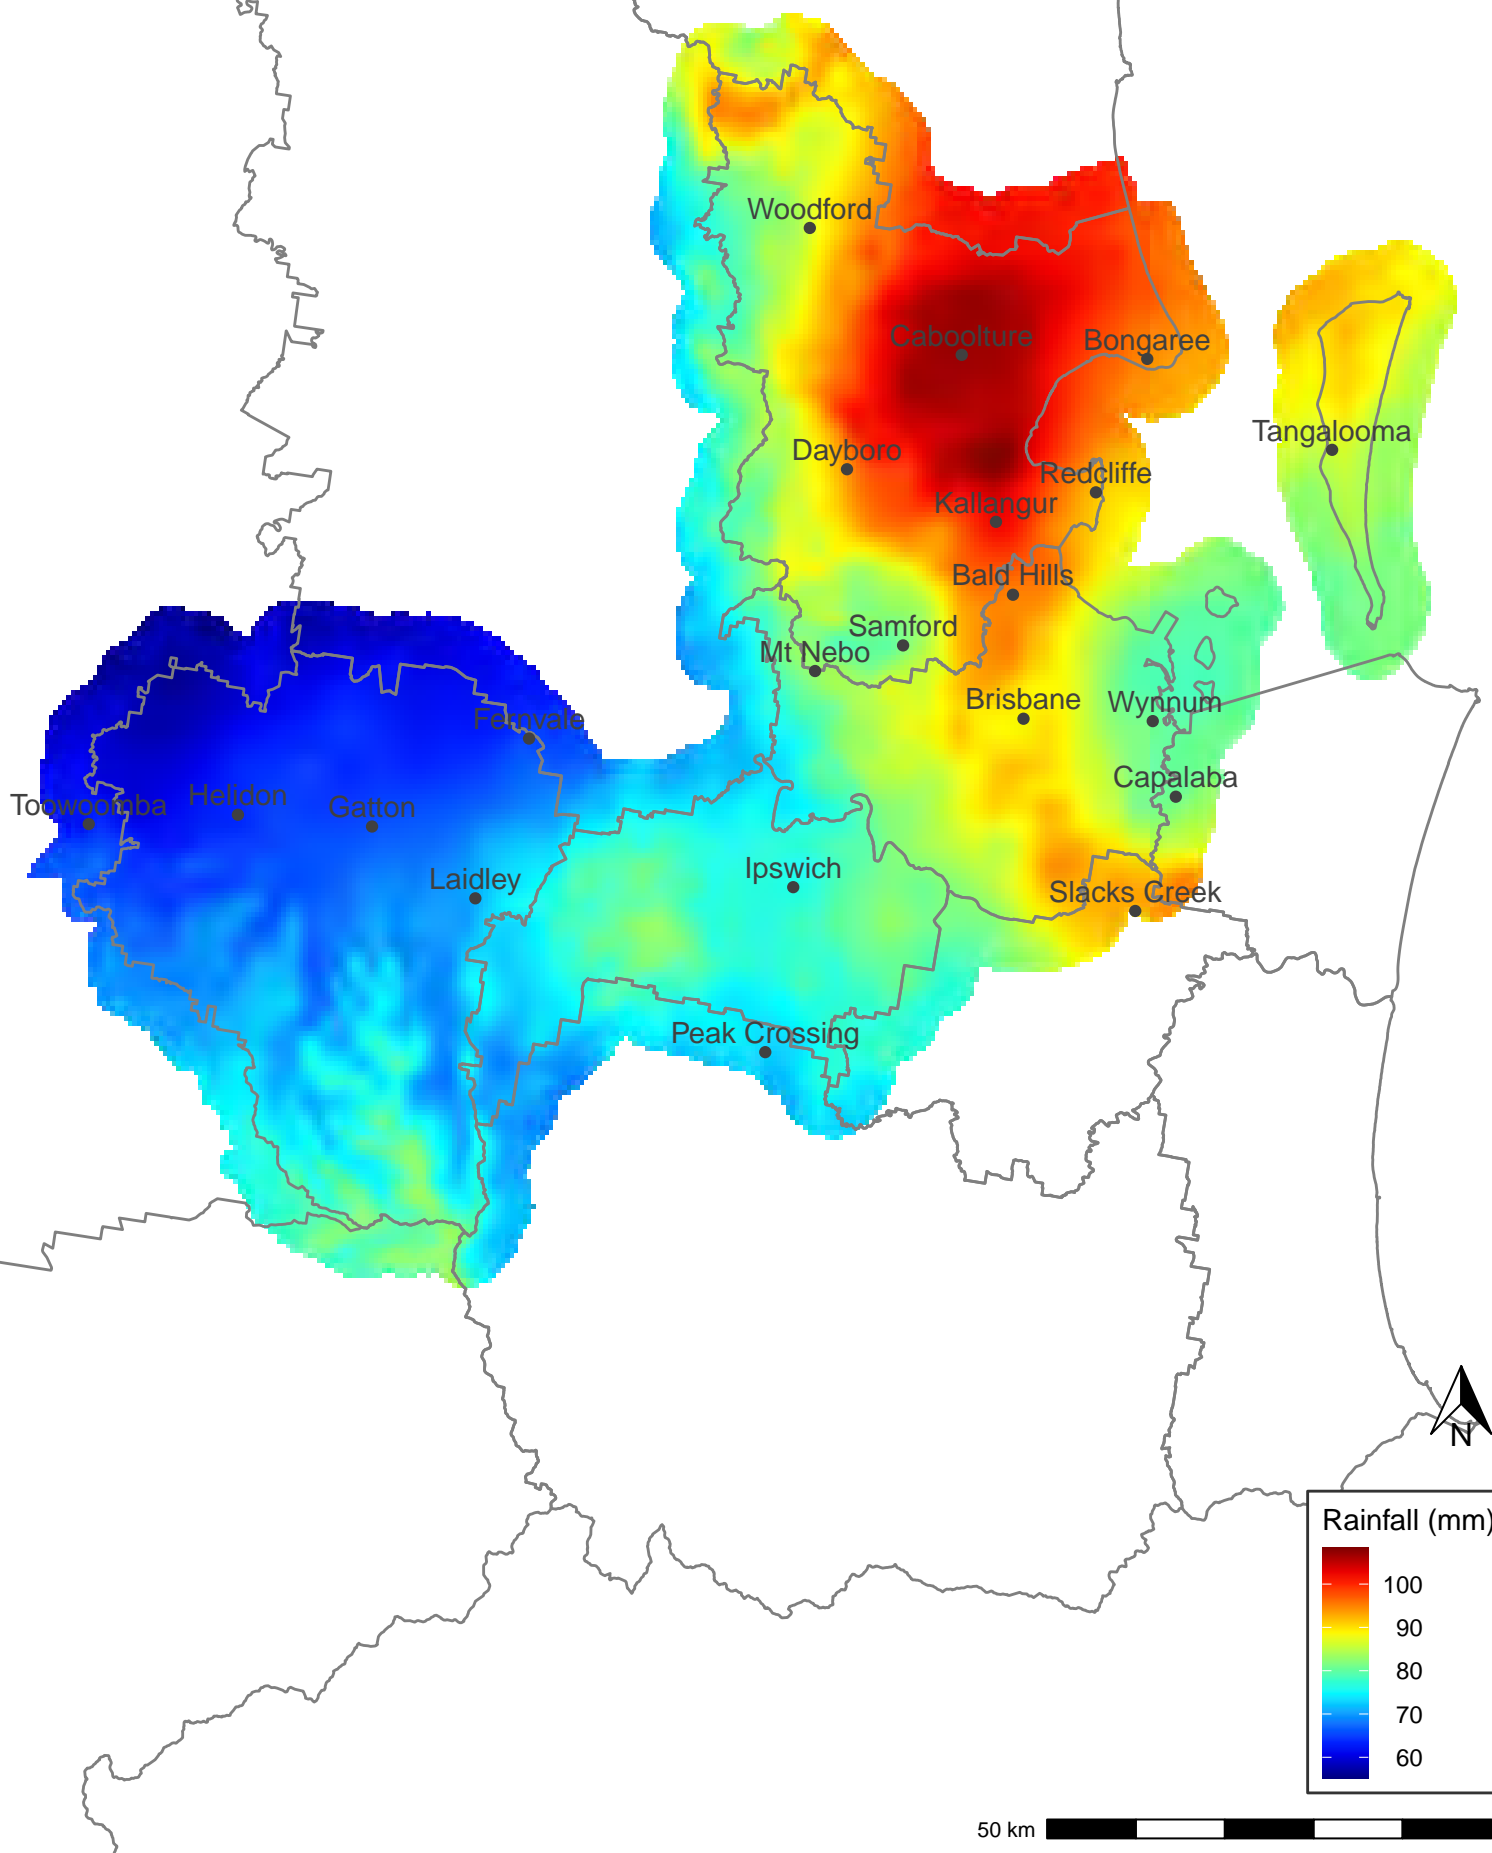 Woodford
Caboolture
Bongaree
Tangalooma
Dayboro
Redcliffe
Kallangur
Bald Hills
Samford
Mt Nebo
Brisbane
Wynnum
Fernvale
Capalaba
Toowoomba
Helidon
Gatton
Ipswich
Laidley
Slacks Creek
Peak Crossing
N
Rainfall (mm)
100
90
80
70
60
50 km